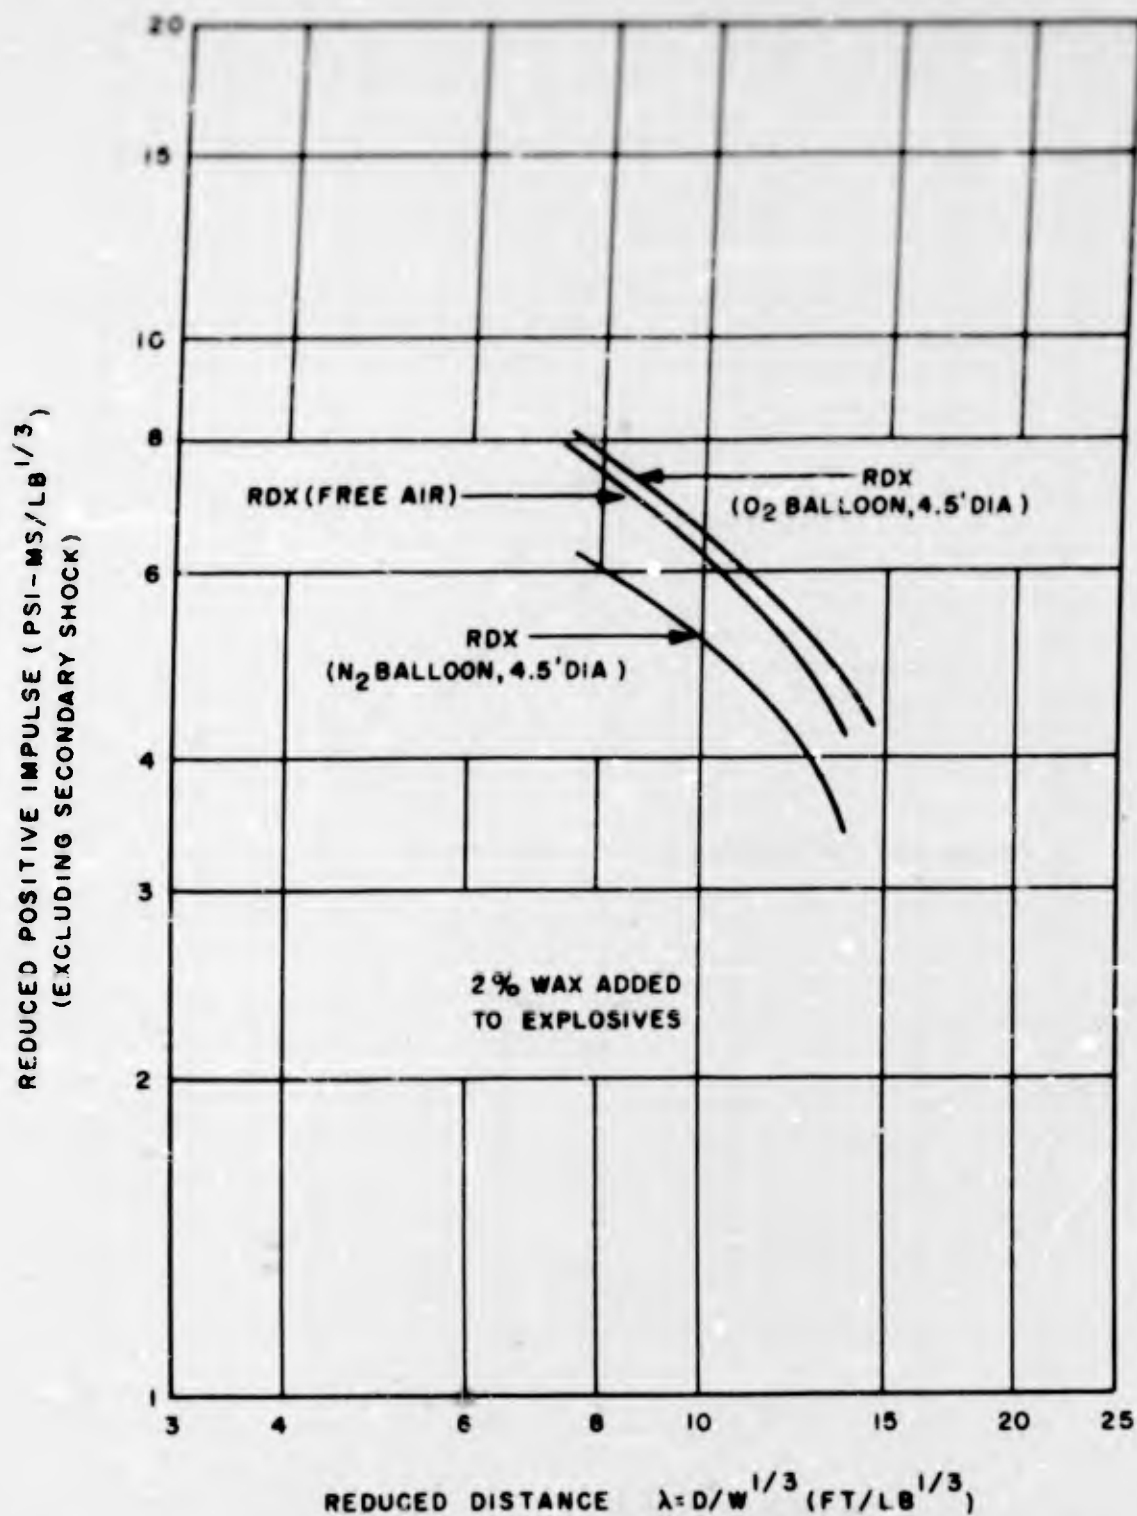 20
15
10
8
6
4
3
2
1
REDUCED POSITIVE IMPULSE (PSI-MS/LB^1/3)
(EXCLUDING SECONDARY SHOCK)
RDX
(O2 BALLOON, 4.5' DIA)
RDX (FREE AIR)
RDX
(N2 BALLOON, 4.5' DIA)
2% WAX ADDED
TO EXPLOSIVES
3 4 6 8 10 15 20 25
REDUCED DISTANCE λ=D/W^1/3 (FT/LB^1/3)